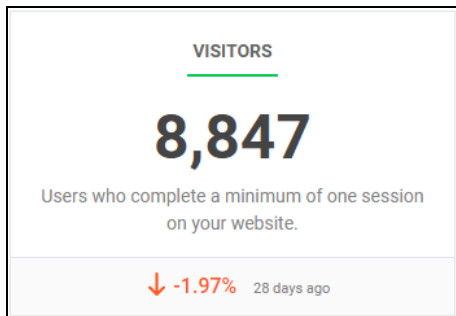 VISITORS
8,847
Users who complete a minimum of one session
on your website.
-1.97% 28 days ago